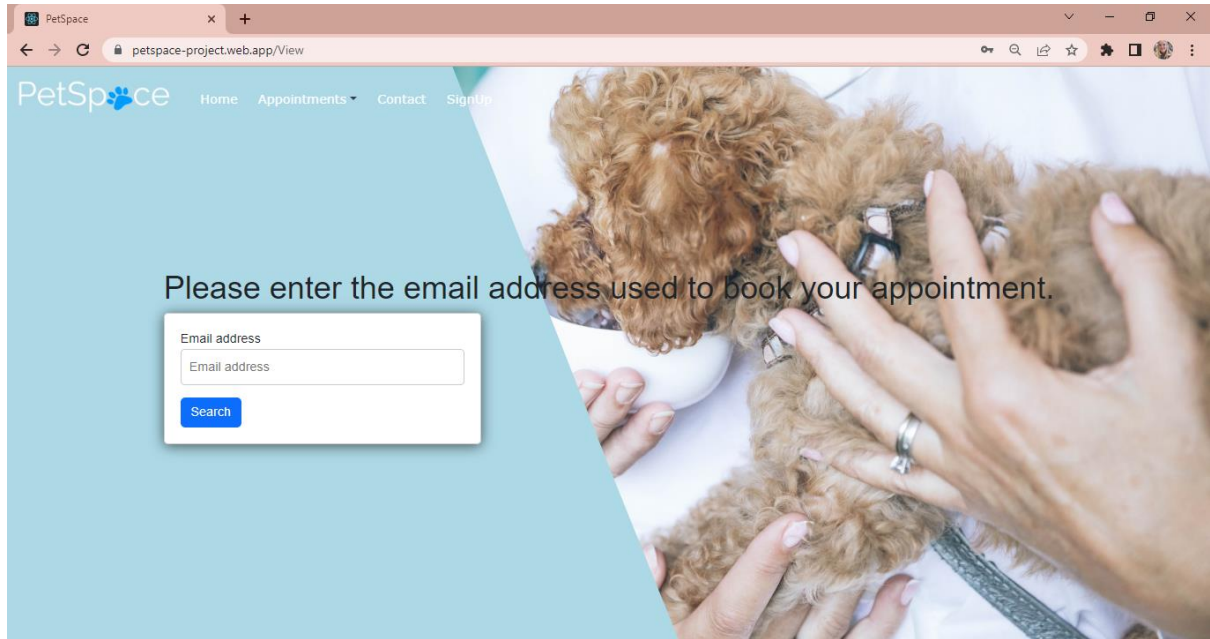 PetSpace
petspace-project.web.app/View
PetSpce
Home Appointments Contact SignUp
Please enter the email address used to book your appointment.
Email address
Email address
Search